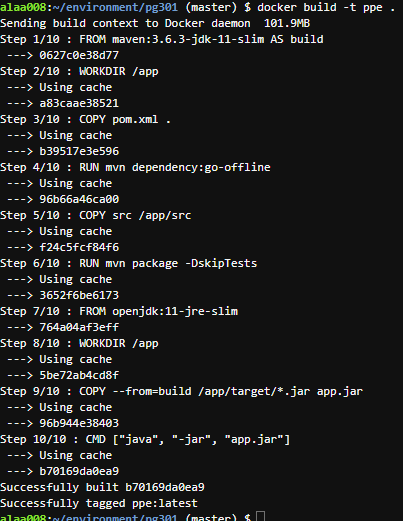 alaa008:~/environment/pg301 (master) $ docker build -t ppe .
Sending build context to Docker daemon  101.9MB
Step 1/10 : FROM maven:3.6.3-jdk-11-slim AS build
 ---> 0627c0e38d77
Step 2/10 : WORKDIR /app
 ---> Using cache
 ---> a83caae38521
Step 3/10 : COPY pom.xml .
 ---> Using cache
 ---> b39517e3e596
Step 4/10 : RUN mvn dependency:go-offline
 ---> Using cache
 ---> 96b66a46ca00
Step 5/10 : COPY src /app/src
 ---> Using cache
 ---> f24c5fcf84f6
Step 6/10 : RUN mvn package -DskipTests
 ---> Using cache
 ---> 3652f6be6173
Step 7/10 : FROM openjdk:11-jre-slim
 ---> 764a04af3eff
Step 8/10 : WORKDIR /app
 ---> Using cache
 ---> 5be72ab4cd8f
Step 9/10 : COPY --from=build /app/target/*.jar app.jar
 ---> Using cache
 ---> 96b944e38403
Step 10/10 : CMD ["java", "-jar", "app.jar"]
 ---> Using cache
 ---> b70169da0ea9
Successfully built b70169da0ea9
Successfully tagged ppe:latest
alaa008:~/environment/pg301 (master) $